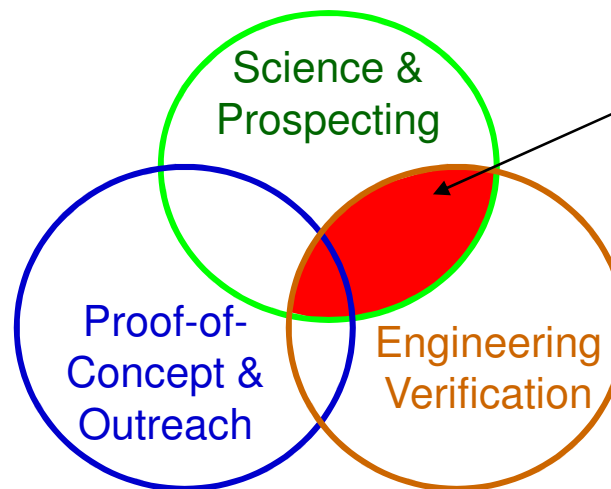 Science &
Prospecting
Proof-of-
Concept &
Outreach
Engineering
Verification